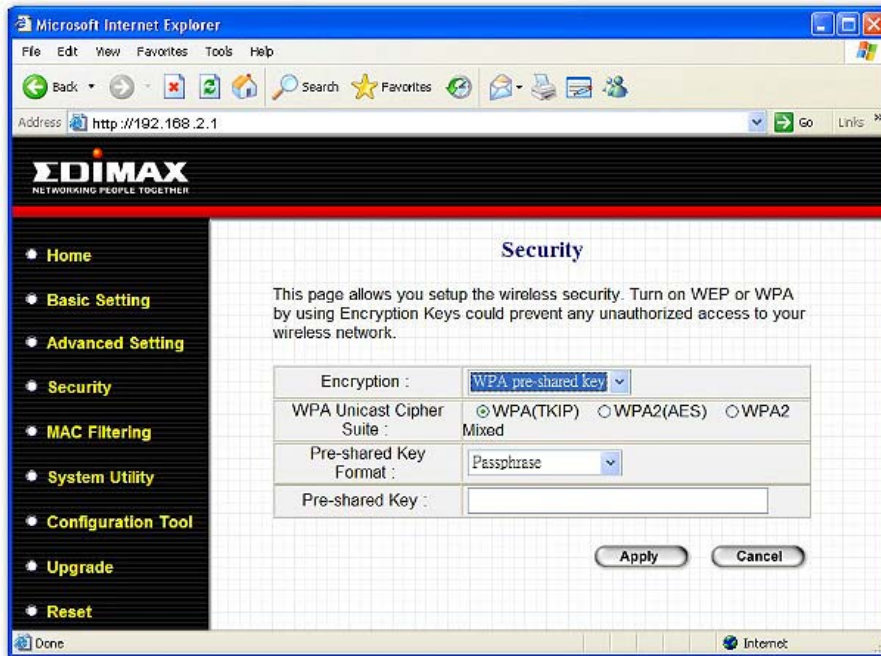 Microsoft Internet Explorer
File Edit View Favorites Tools Help
Back Search Favorites
Address http://192.168.2.1 Go Links »
EDIMAX
NETWORKING PEOPLE TOGETHER
Home
Basic Setting
Advanced Setting
Security
MAC Filtering
System Utility
Configuration Tool
Upgrade
Reset
Security
This page allows you setup the wireless security. Turn on WEP or WPA
by using Encryption Keys could prevent any unauthorized access to your
wireless network.
Encryption : WPA pre-shared key
WPA Unicast Cipher
Suite :
WPA(TKIP) WPA2(AES) WPA2
Mixed
Pre-shared Key
Format :
Passphrase
Pre-shared Key :
Apply Cancel
Done Internet